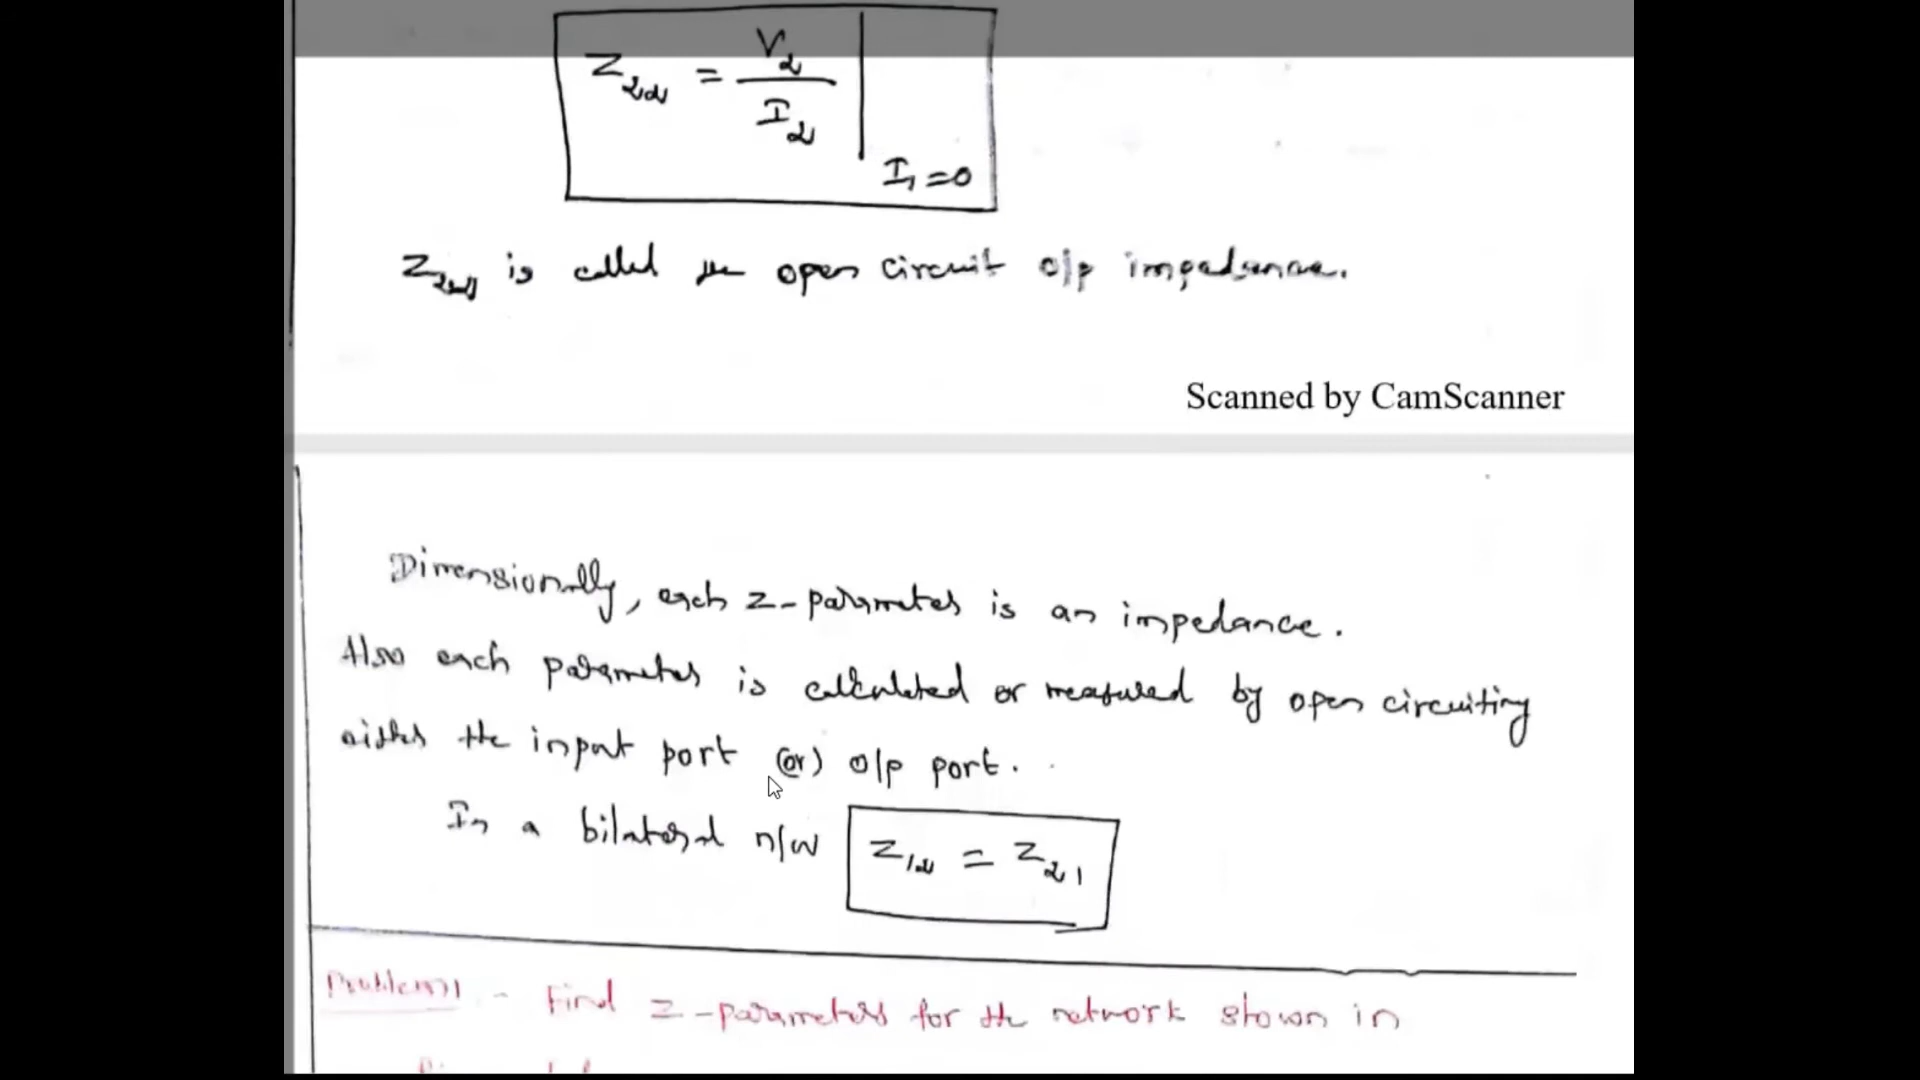 Z22 = V2 / I2 | I1=0
Z22 is called the open circuit o/p impedance.
Scanned by CamScanner
Dimensionally, each z-parameter is an impedance.
Also each parameter is calculated or measured by open circuiting
either the input port (or) o/p port.
In a bilateral n/w Z12 = Z21
Problem 1 - Find z-parameters for the network shown in